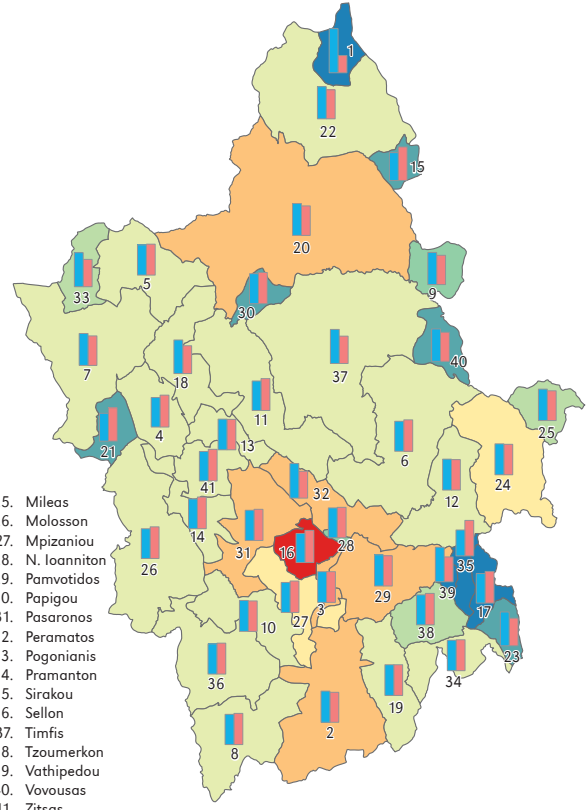 1
22
15
20
33
5
9
30
7
18
37
40
11
4
13
25
21
41
6
24
12
32
14
26
31
16
28
35
29
39
17
3
27
10
38
23
36
34
19
2
8
5. Mileas
6. Molosson
27. Mpizaniou
8. N. Ioanniton
9. Pamvotidos
0. Papigou
31. Pasaronos
2. Peramatos
3. Pogonianis
4. Pramanton
5. Sirakou
6. Sellon
37. Timfis
8. Tzoumerkon
9. Vathipedou
0. Vovousas